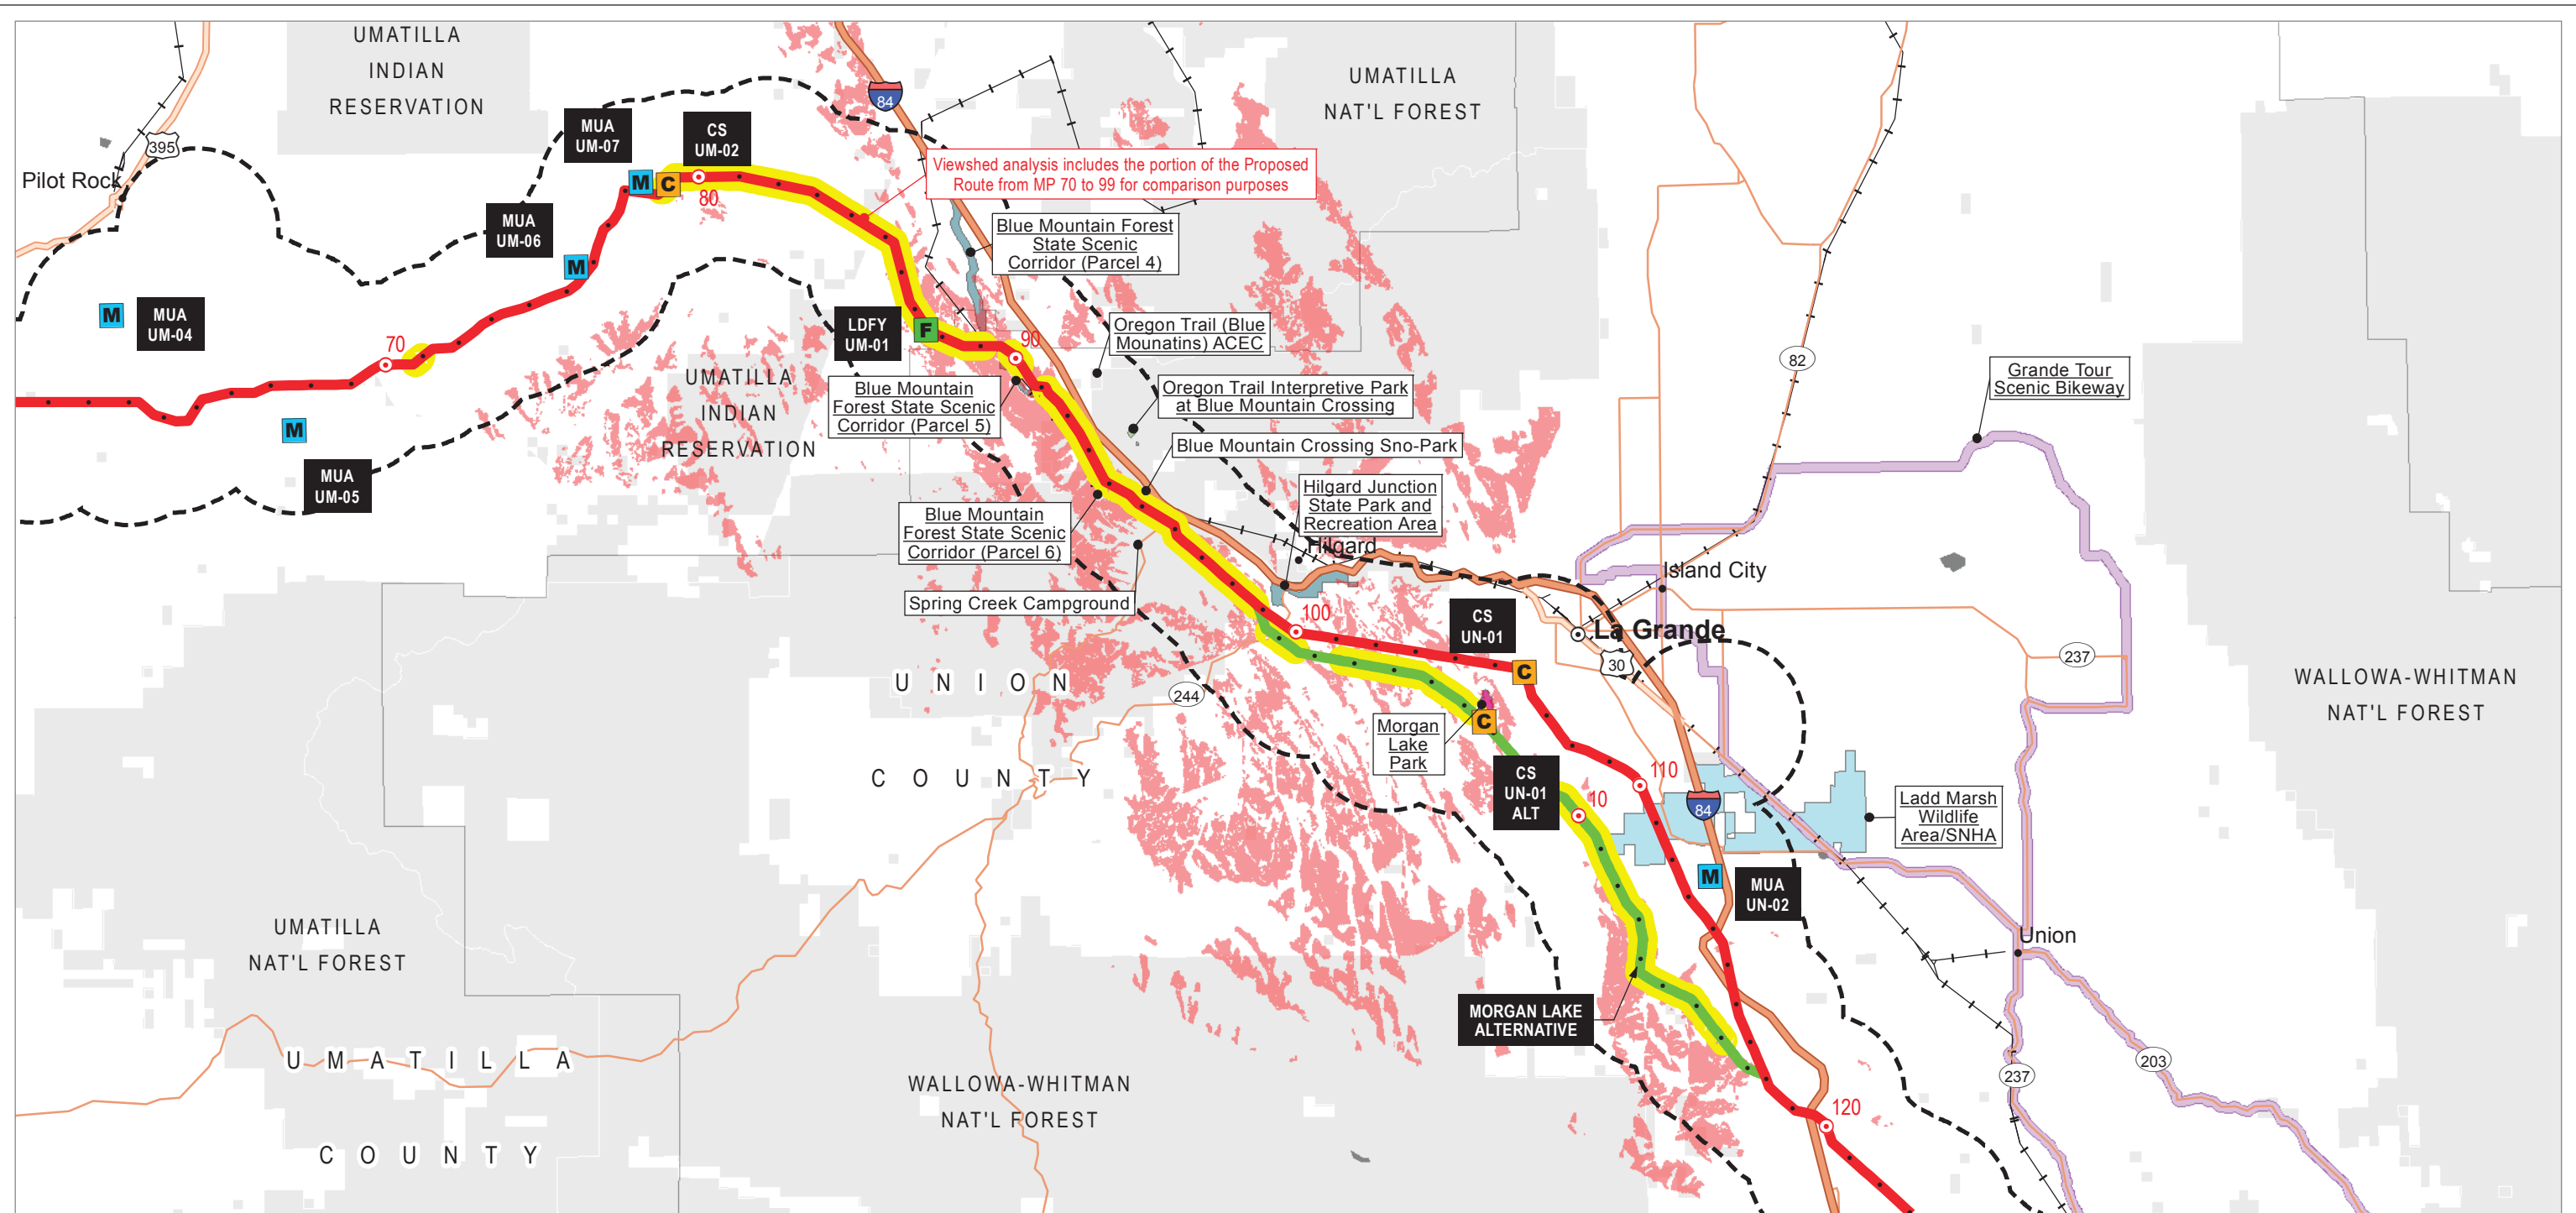 UMATILLA
INDIAN
RESERVATION
UMATILLA
NAT'L FOREST
84
395
Pilot Rock
MUA
UM-07
CS
UM-02
M
C
80
Viewshed analysis includes the portion of the Proposed
Route from MP 70 to 99 for comparison purposes
MUA
UM-06
M
Blue Mountain Forest
State Scenic
Corridor (Parcel 4)
M
MUA
UM-04
LDFY
UM-01
F
90
70
Oregon Trail (Blue
Mounatins) ACEC
82
UMATILLA
INDIAN
RESERVATION
Blue Mountain
Forest State Scenic
Corridor (Parcel 5)
Oregon Trail Interpretive Park
at Blue Mountain Crossing
Grande Tour
Scenic Bikeway
M
MUA
UM-05
Blue Mountain Crossing Sno-Park
Hilgard Junction
State Park and
Recreation Area
Hilgard
Blue Mountain
Forest State Scenic
Corridor (Parcel 6)
Island City
Spring Creek Campground
100
CS
UN-01
C
La Grande
30
237
UNION
COUNTY
244
WALLOWA-WHITMAN
NAT'L FOREST
Morgan
Lake
Park
C
CS
UN-01
ALT
10
110
84
Ladd Marsh
Wildlife
Area/SNHA
M
MUA
UN-02
UMATILLA
NAT'L FOREST
Union
MORGAN LAKE
ALTERNATIVE
UMATILLA
COUNTY
WALLOWA-WHITMAN
NAT'L FOREST
120
237
203